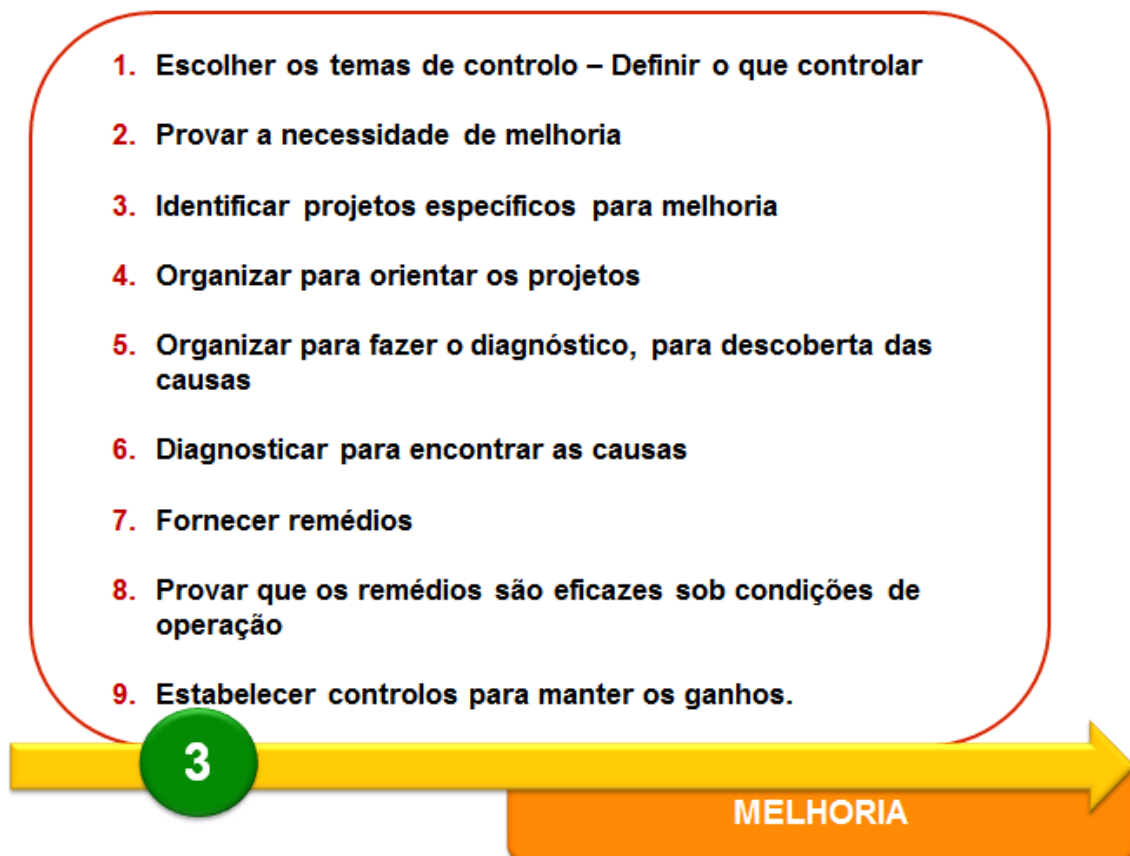 1. Escolher os temas de controlo – Definir o que controlar
2. Provar a necessidade de melhoria
3. Identificar projetos específicos para melhoria
4. Organizar para orientar os projetos
5. Organizar para fazer o diagnóstico, para descoberta das
causas
6. Diagnosticar para encontrar as causas
7. Fornecer remédios
8. Provar que os remédios são eficazes sob condições de
operação
9. Estabelecer controlos para manter os ganhos.
3
MELHORIA